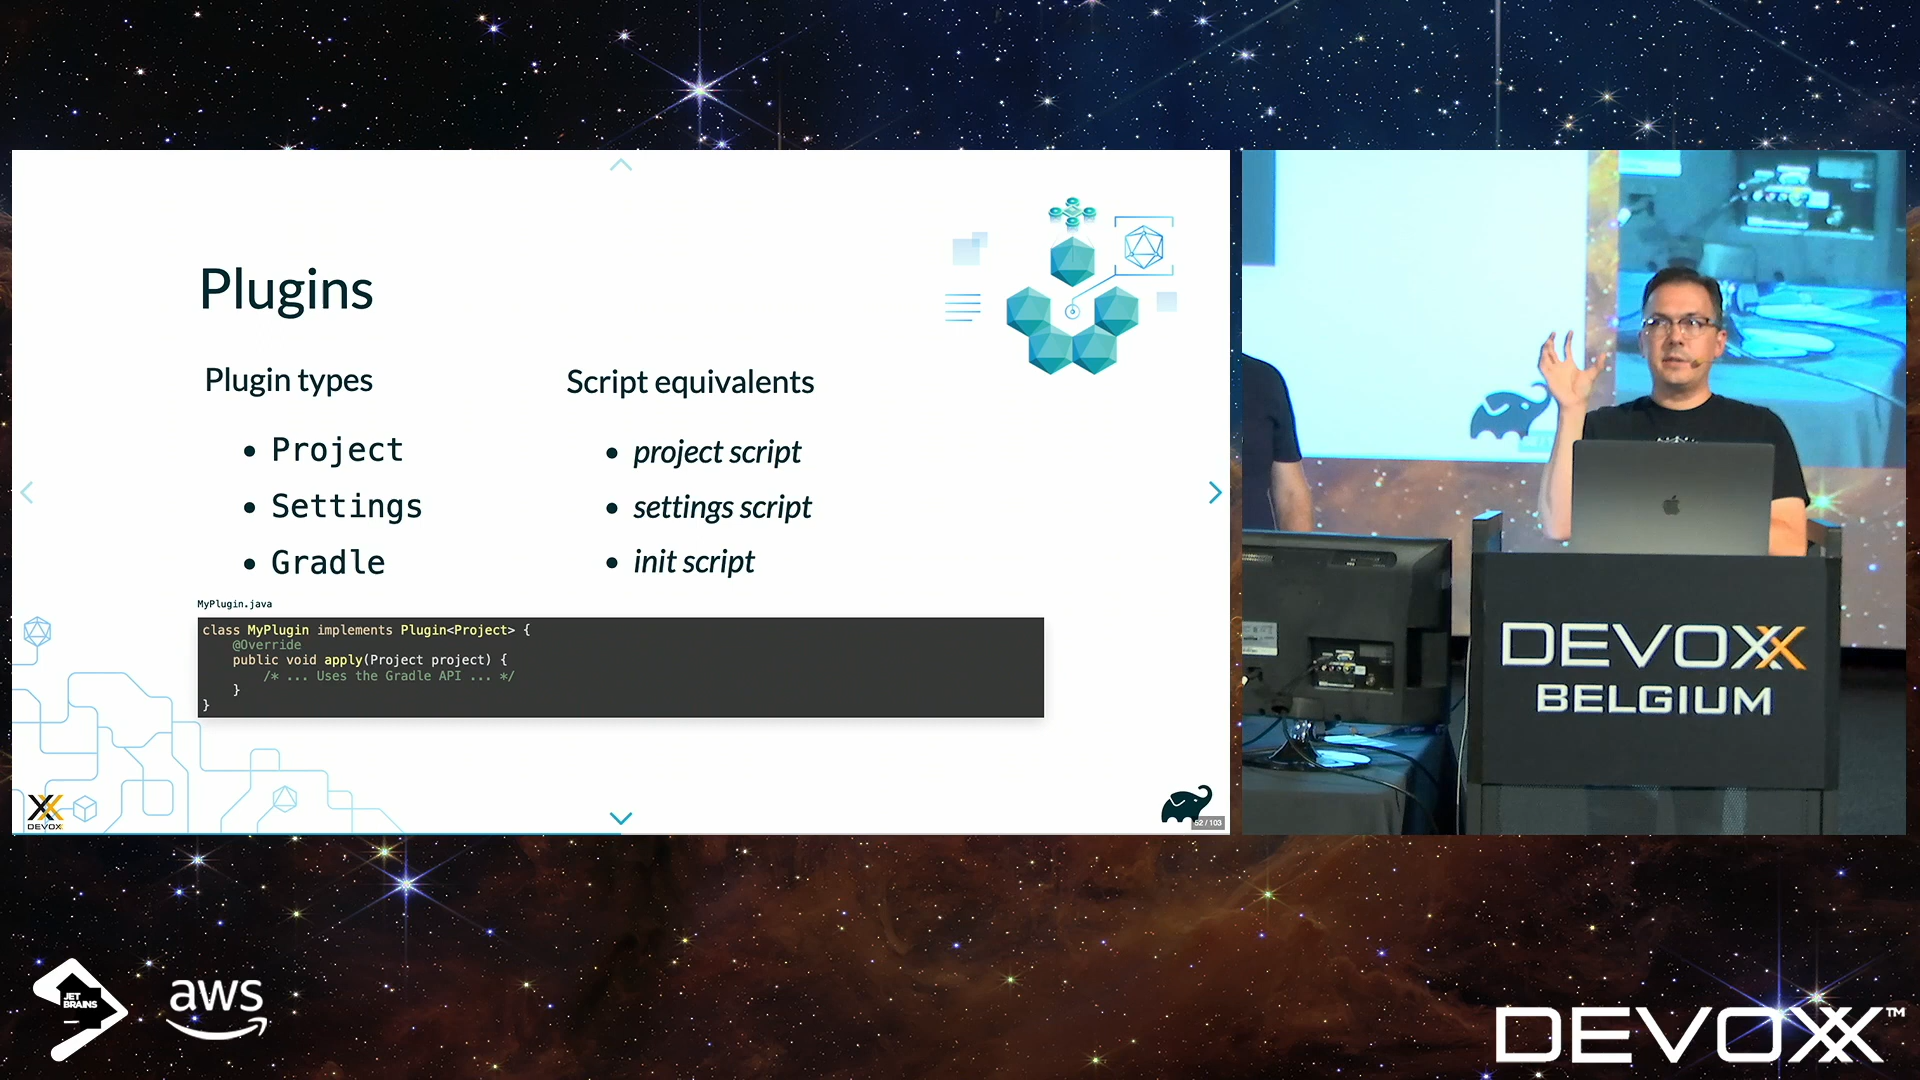 Plugins
Plugin types
Project
Settings
Gradle
Script equivalents
project script
settings script
init script
MyPlugin.java
class MyPlugin implements Plugin<Project> {
@Override
public void apply(Project project) {
/* ... Uses the Gradle API ... */
}
}
DEVOXX
52 / 103
DEVOXX
BELGIUM
JET
BRAINS
aws
DEVOXX™